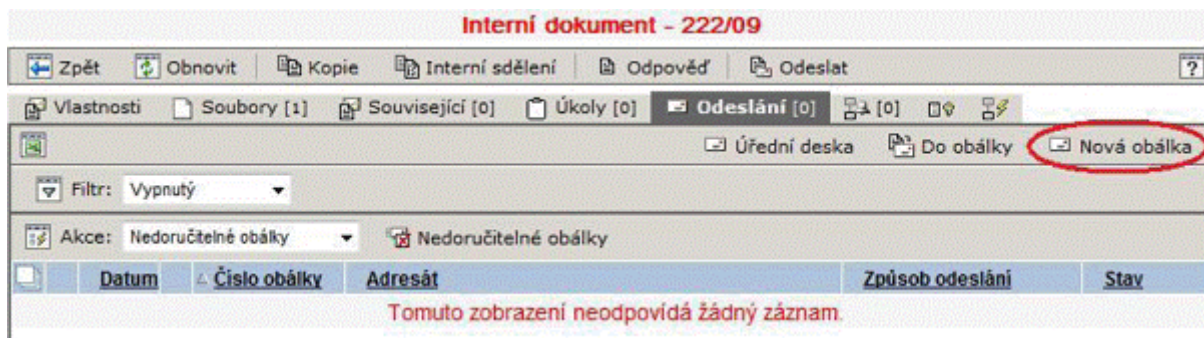 Interní dokument - 222/09
Zpět Obnovit Kopie Interní sdělení Odpověď Odeslat ?
Vlastnosti Soubory [1] Související [0] Úkoly [0] Odeslání [0] [0]
Úřední deska Do obálky Nová obálka
Filtr: Vypnutý
Akce: Nedoručitelné obálky Nedoručitelné obálky
Datum Číslo obálky Adresát Způsob odeslání Stav
Tomuto zobrazení neodpovídá žádný záznam.